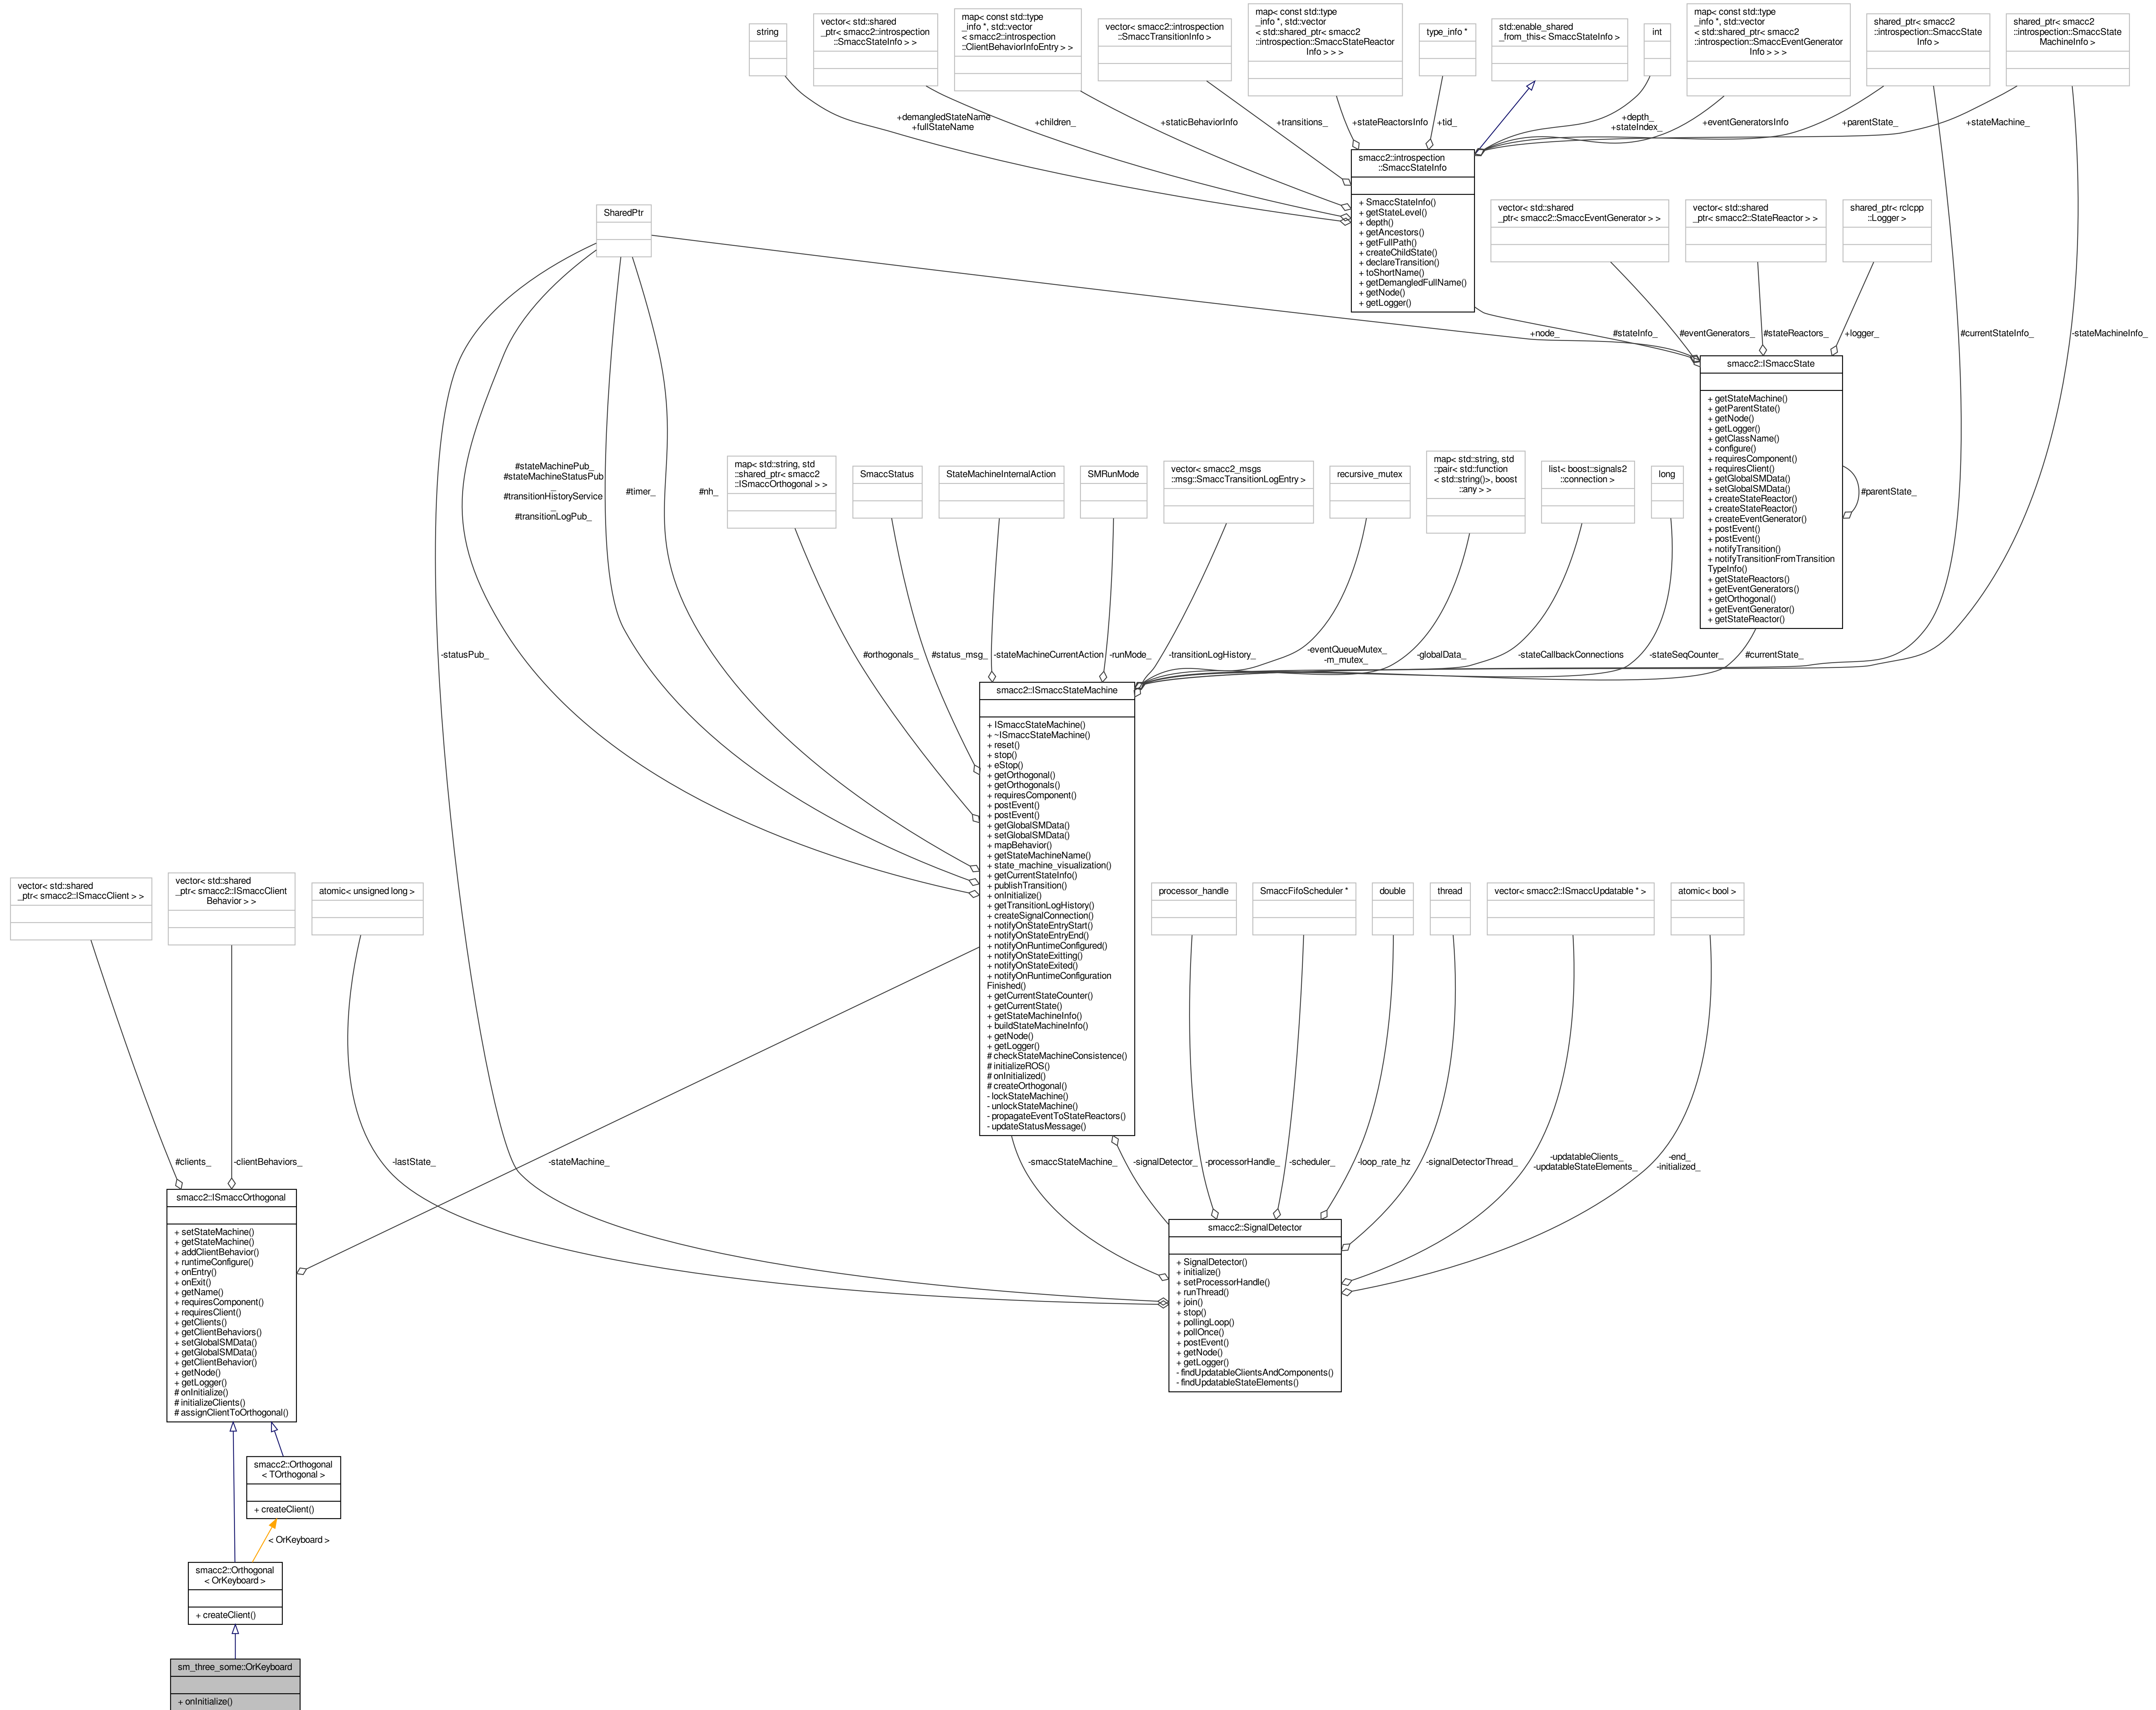 string
vector< std::shared
_ptr< smacc2::introspection
::SmaccStateInfo > >
map< const std::type
_info *, std::vector
< smacc2::introspection
::ClientBehaviorInfoEntry > >
vector< smacc2::introspection
::SmaccTransitionInfo >
map< const std::type
_info *, std::vector
< std::shared_ptr< smacc2
::introspection::SmaccStateReactor
Info > > >
type_info *
std::enable_shared
_from_this< SmaccStateInfo >
int
map< const std::type
_info *, std::vector
< std::shared_ptr< smacc2
::introspection::SmaccEventGenerator
Info > > >
shared_ptr< smacc2
::introspection::SmaccState
Info >
shared_ptr< smacc2
::introspection::SmaccState
MachineInfo >
+demangledStateName
+fullStateName
+children_
+staticBehaviorInfo
+transitions_
+stateReactorsInfo
+tid_
+depth_
+stateIndex_
+eventGeneratorsInfo
+parentState_
+stateMachine_
smacc2::introspection
::SmaccStateInfo
+ SmaccStateInfo()
+ getStateLevel()
+ depth()
+ getAncestors()
+ getFullPath()
+ createChildState()
+ declareTransition()
+ toShortName()
+ getDemangledFullName()
+ getNode()
+ getLogger()
SharedPtr
vector< std::shared
_ptr< smacc2::SmaccEventGenerator > >
vector< std::shared
_ptr< smacc2::StateReactor > >
shared_ptr< rclcpp
::Logger >
+node_
#stateInfo_
#eventGenerators_
#stateReactors_
+logger_
#currentStateInfo_
-stateMachineInfo_
smacc2::ISmaccState
+ getStateMachine()
+ getParentState()
+ getNode()
+ getLogger()
+ getClassName()
+ configure()
+ requiresComponent()
+ requiresClient()
+ getGlobalSMData()
+ setGlobalSMData()
+ createStateReactor()
+ createStateReactor()
+ createEventGenerator()
+ postEvent()
+ postEvent()
+ notifyTransition()
+ notifyTransitionFromTransition
TypeInfo()
+ getStateReactors()
+ getEventGenerators()
+ getOrthogonal()
+ getEventGenerator()
+ getStateReactor()
#parentState_
#stateMachinePub_
#stateMachineStatusPub
_
#transitionHistoryService
_
#transitionLogPub_
#timer_
#nh_
map< std::string, std
::shared_ptr< smacc2
::ISmaccOrthogonal > >
SmaccStatus
StateMachineInternalAction
SMRunMode
vector< smacc2_msgs
::msg::SmaccTransitionLogEntry >
recursive_mutex
map< std::string, std
::pair< std::function
< std::string()>, boost
::any > >
list< boost::signals2
::connection >
long
-statusPub_
#orthogonals_
#status_msg_
-stateMachineCurrentAction
-runMode_
-transitionLogHistory_
-eventQueueMutex_
-m_mutex_
-globalData_
-stateCallbackConnections
-stateSeqCounter_
#currentState_
smacc2::ISmaccStateMachine
+ ISmaccStateMachine()
+ ~ISmaccStateMachine()
+ reset()
+ stop()
+ eStop()
+ getOrthogonal()
+ getOrthogonals()
+ requiresComponent()
+ postEvent()
+ postEvent()
+ getGlobalSMData()
+ setGlobalSMData()
+ mapBehavior()
+ getStateMachineName()
+ state_machine_visualization()
+ getCurrentStateInfo()
+ publishTransition()
+ onInitialize()
+ getTransitionLogHistory()
+ createSignalConnection()
+ notifyOnStateEntryStart()
+ notifyOnStateEntryEnd()
+ notifyOnRuntimeConfigured()
+ notifyOnStateExitting()
+ notifyOnStateExited()
+ notifyOnRuntimeConfiguration
Finished()
+ getCurrentStateCounter()
+ getCurrentState()
+ getStateMachineInfo()
+ buildStateMachineInfo()
+ getNode()
+ getLogger()
# checkStateMachineConsistence()
# initializeROS()
# onInitialized()
# createOrthogonal()
- lockStateMachine()
- unlockStateMachine()
- propagateEventToStateReactors()
- updateStatusMessage()
vector< std::shared
_ptr< smacc2::ISmaccClient > >
vector< std::shared
_ptr< smacc2::ISmaccClient
Behavior > >
atomic< unsigned long >
processor_handle
SmaccFifoScheduler *
double
thread
vector< smacc2::ISmaccUpdatable * >
atomic< bool >
#clients_
-clientBehaviors_
-lastState_
-stateMachine_
-smaccStateMachine_
-signalDetector_
-processorHandle_
-scheduler_
-loop_rate_hz
-signalDetectorThread_
-updatableClients_
-updatableStateElements_
-end_
-initialized_
smacc2::ISmaccOrthogonal
+ setStateMachine()
+ getStateMachine()
+ addClientBehavior()
+ runtimeConfigure()
+ onEntry()
+ onExit()
+ getName()
+ requiresComponent()
+ requiresClient()
+ getClients()
+ getClientBehaviors()
+ setGlobalSMData()
+ getGlobalSMData()
+ getClientBehavior()
+ getNode()
+ getLogger()
# onInitialize()
# initializeClients()
# assignClientToOrthogonal()
smacc2::SignalDetector
+ SignalDetector()
+ initialize()
+ setProcessorHandle()
+ runThread()
+ join()
+ stop()
+ pollingLoop()
+ pollOnce()
+ postEvent()
+ getNode()
+ getLogger()
- findUpdatableClientsAndComponents()
- findUpdatableStateElements()
smacc2::Orthogonal
< TOrthogonal >
+ createClient()
< OrKeyboard >
smacc2::Orthogonal
< OrKeyboard >
+ createClient()
sm_three_some::OrKeyboard
+ onInitialize()